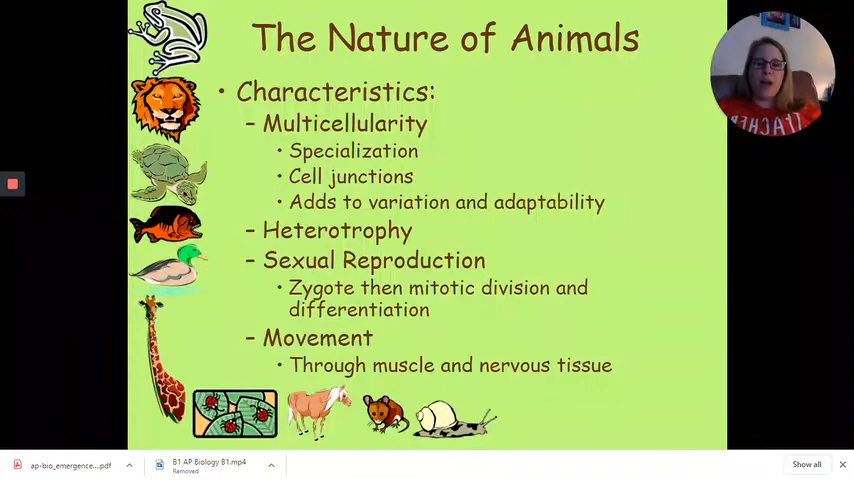 The Nature of Animals
• Characteristics:
– Multicellularity
• Specialization
• Cell junctions
• Adds to variation and adaptability
– Heterotrophy
– Sexual Reproduction
• Zygote then mitotic division and
differentiation
– Movement
• Through muscle and nervous tissue
TEACHER
ap-bio_emergence....pdf
B1 AP Biology B1.mp4
Removed
Show all